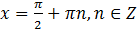 x = π/2 + πn, n ∈ Z